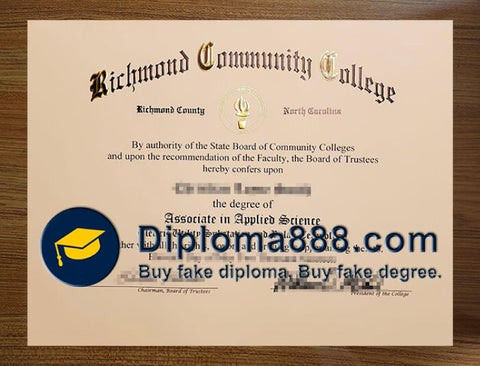 Richmond Community College
Richmond County North Carolina
By authority of the State Board of Community Colleges
and upon the recommendation of the Faculty, the Board of Trustees
hereby confers upon
the degree of
Associate in Applied Science
Diploma888.com
Buy fake diploma, Buy fake degree.
Chairman, Board of Trustees President of the College